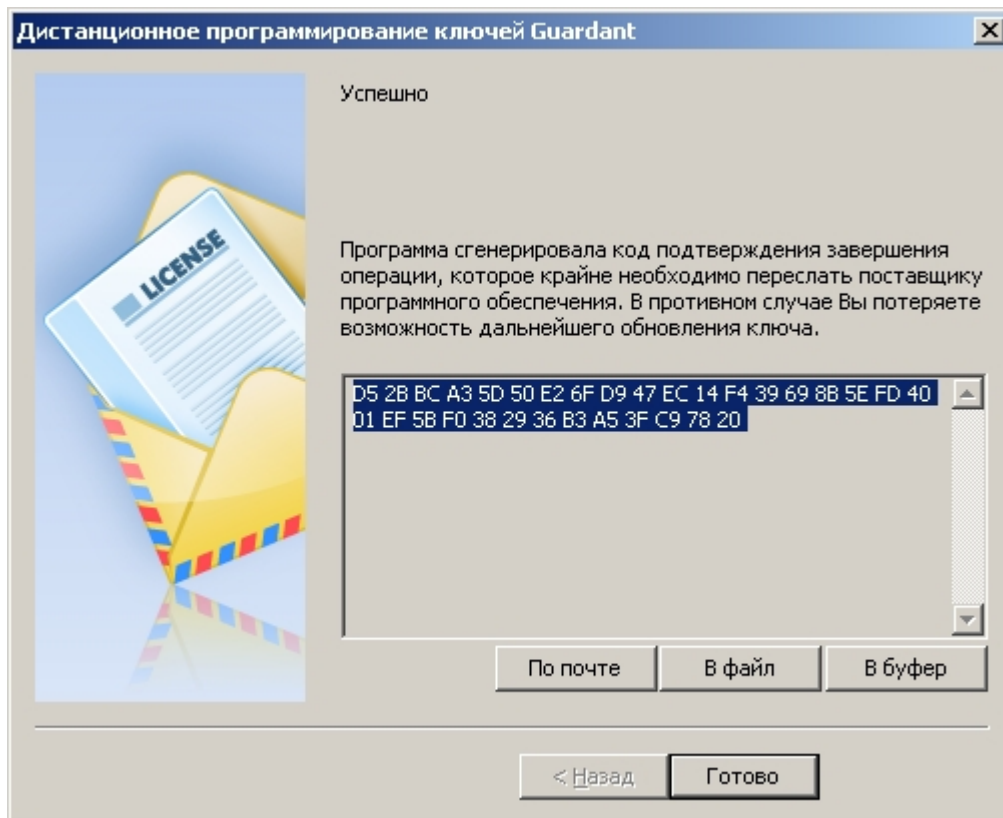 Дистанционное программирование ключей Guardant
Успешно
LICENSE
Программа сгенерировала код подтверждения завершения
операции, которое крайне необходимо переслать поставщику
программного обеспечения. В противном случае Вы потеряете
возможность дальнейшего обновления ключа.
D5 2B BC A3 5D 50 E2 6F D9 47 EC 14 F4 39 69 8B 5E FD 40
01 EF 5B F0 38 29 36 B3 A5 3F C9 78 20
По почте
В файл
В буфер
< Назад
Готово